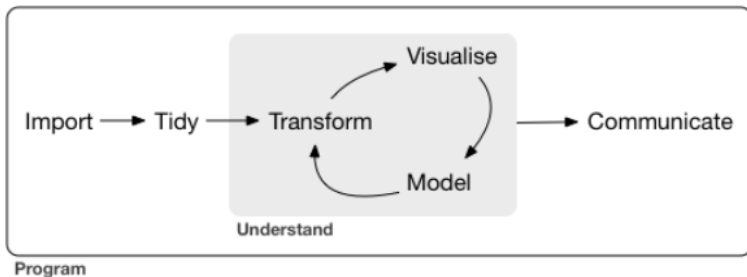 Visualise
Import Tidy Transform Communicate
Model
Understand
Program